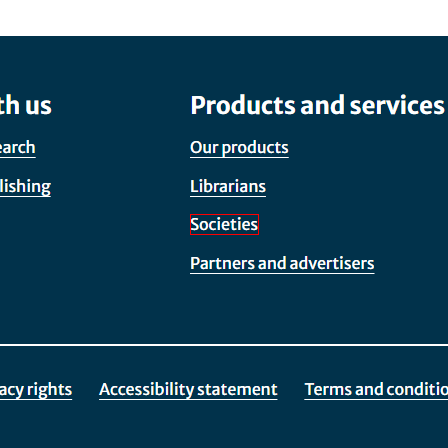 th us
earch
lishing
Products and services
Our products
Librarians
Societies
Partners and advertisers
acy rights
Accessibility statement
Terms and conditio